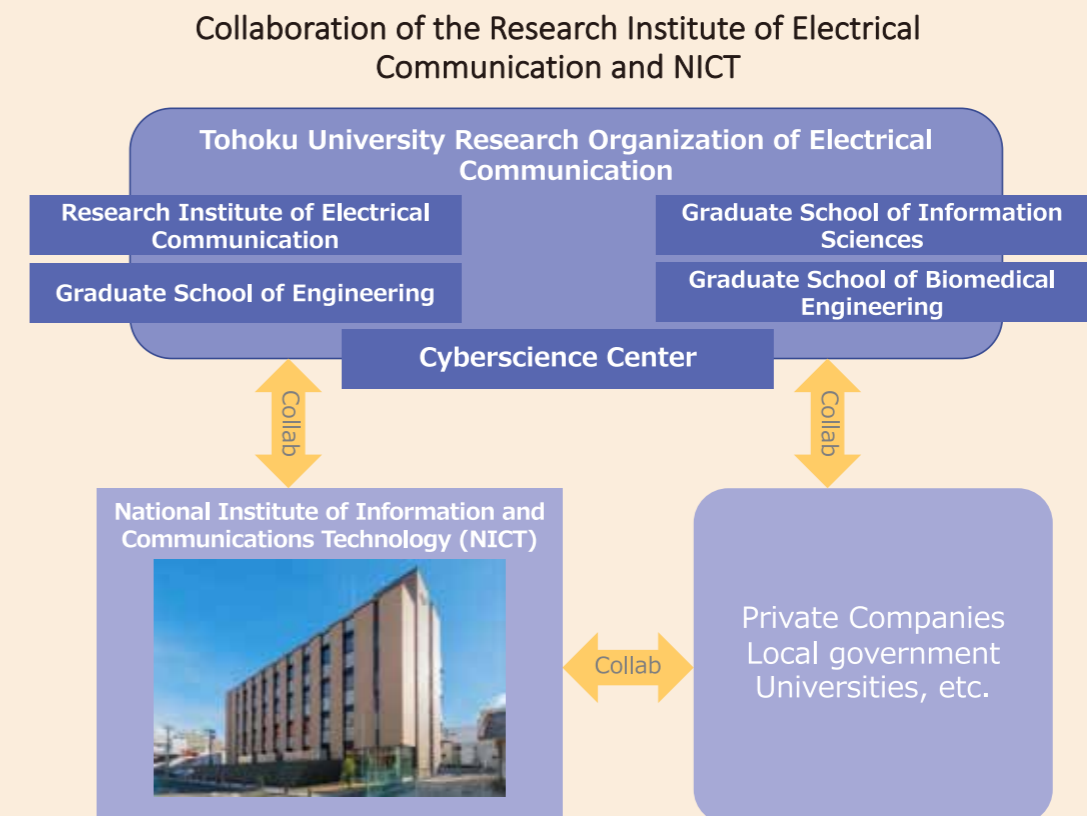 Collaboration of the Research Institute of Electrical
Communication and NICT
Tohoku University Research Organization of Electrical
Communication
Research Institute of Electrical
Communication
Graduate School of Information
Sciences
Graduate School of Engineering
Graduate School of Biomedical
Engineering
Cyberscience Center
Collab
Collab
National Institute of Information and
Communications Technology (NICT)
Collab
Private Companies
Local government
Universities, etc.